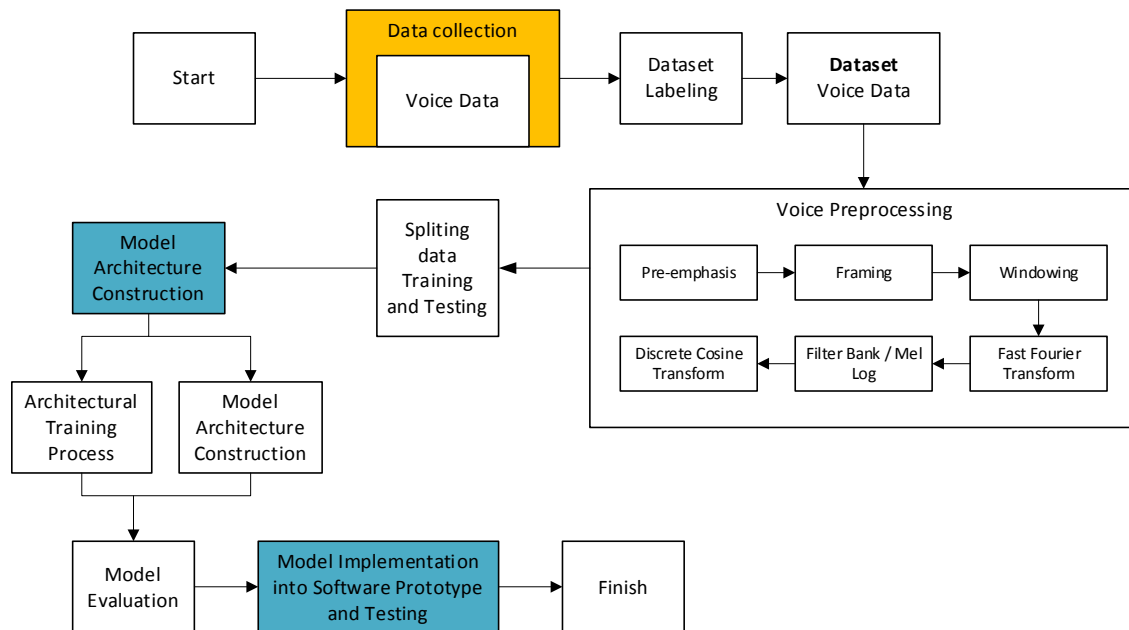 Start
Data collection
Voice Data
Dataset
Labeling
Dataset
Voice Data
Voice Preprocessing
Pre-emphasis
Framing
Windowing
Fast Fourier
Transform
Filter Bank / Mel
Log
Discrete Cosine
Transform
Spliting
data
Training
and Testing
Model
Architecture
Construction
Architectural
Training
Process
Model
Architecture
Construction
Model
Evaluation
Model Implementation
into Software Prototype
and Testing
Finish